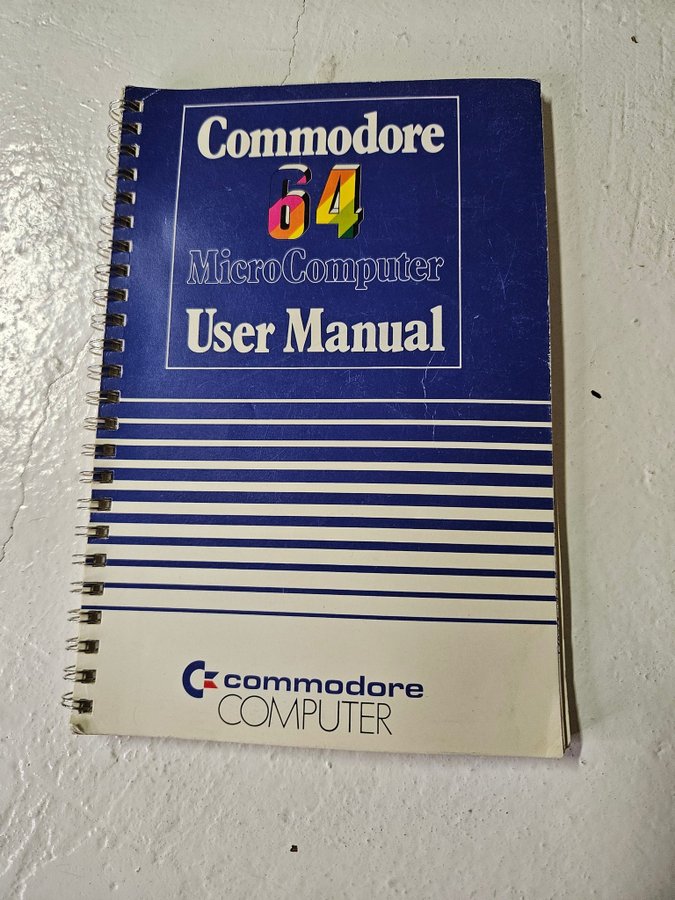 Commodore
64
MicroComputer
User Manual
commodore
COMPUTER